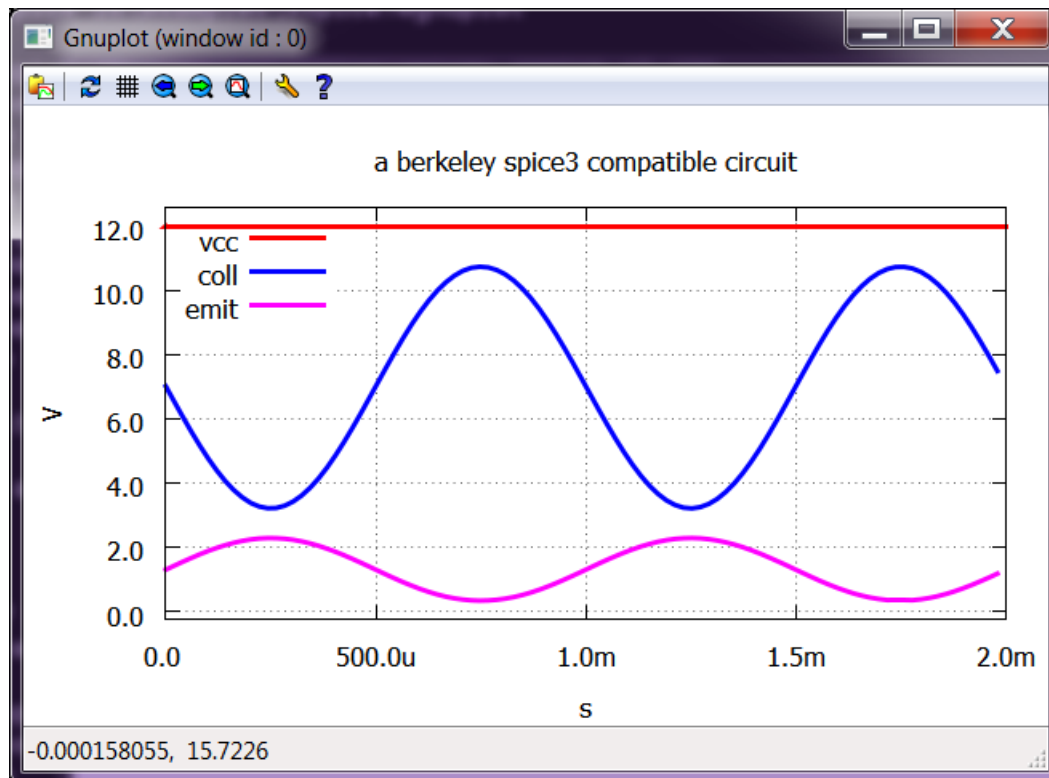 Gnuplot (window id : 0)
a berkeley spice3 compatible circuit
12.0
vcc
coll
10.0
emit
8.0
V
6.0
4.0
2.0
0.0
0.0 500.0u 1.0m 1.5m 2.0m
s
-0.000158055, 15.7226